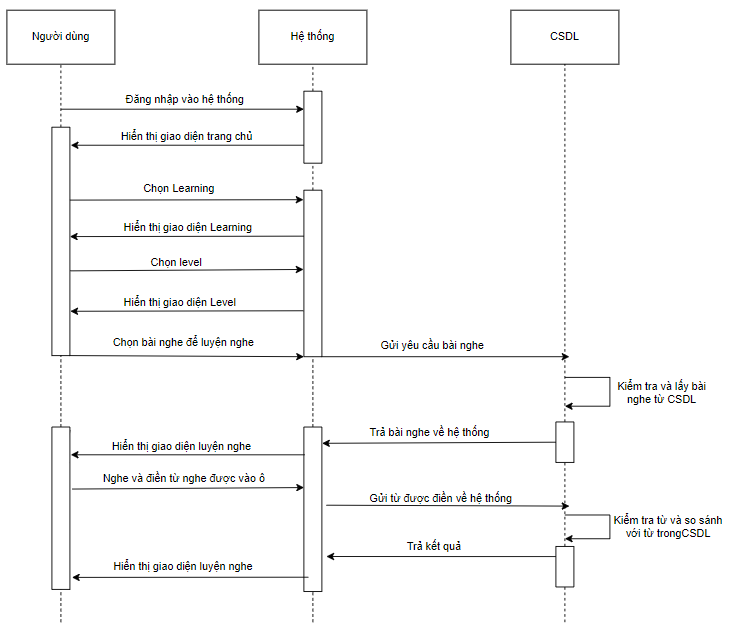 Người dùng
Hệ thống
CSDL
Đăng nhập vào hệ thống
Hiển thị giao diện trang chủ
Chọn Learning
Hiển thị giao diện Learning
Chọn level
Hiển thị giao diện Level
Chọn bài nghe để luyện nghe
Gửi yêu cầu bài nghe
Kiểm tra và lấy bài
nghe từ CSDL
Trả bài nghe về hệ thống
Hiển thị giao diện luyện nghe
Nghe và điền từ nghe được vào ô
Gửi từ được điền về hệ thống
Kiểm tra từ và so sánh
với từ trongCSDL
Trả kết quả
Hiển thị giao diện luyện nghe